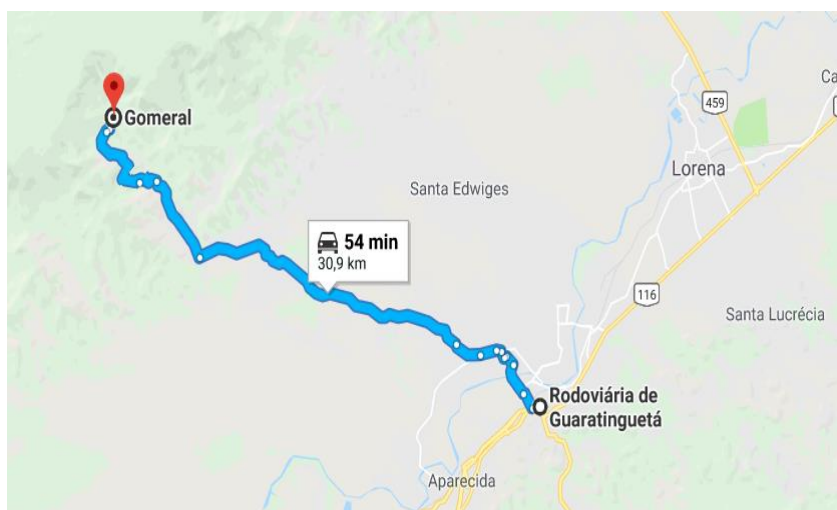 459
Ca
Gomeral
Lorena
Santa Edwiges
54 min
30,9 km
116
Santa Lucrécia
Rodoviária de
Guaratinguetá
Aparecida